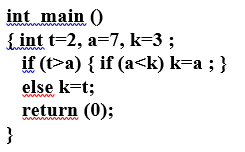 int main ()
{ int t=2, a=7, k=3 ;
if (t>a) { if (a<k) k=a ; }
else k=t;
return (0);
}